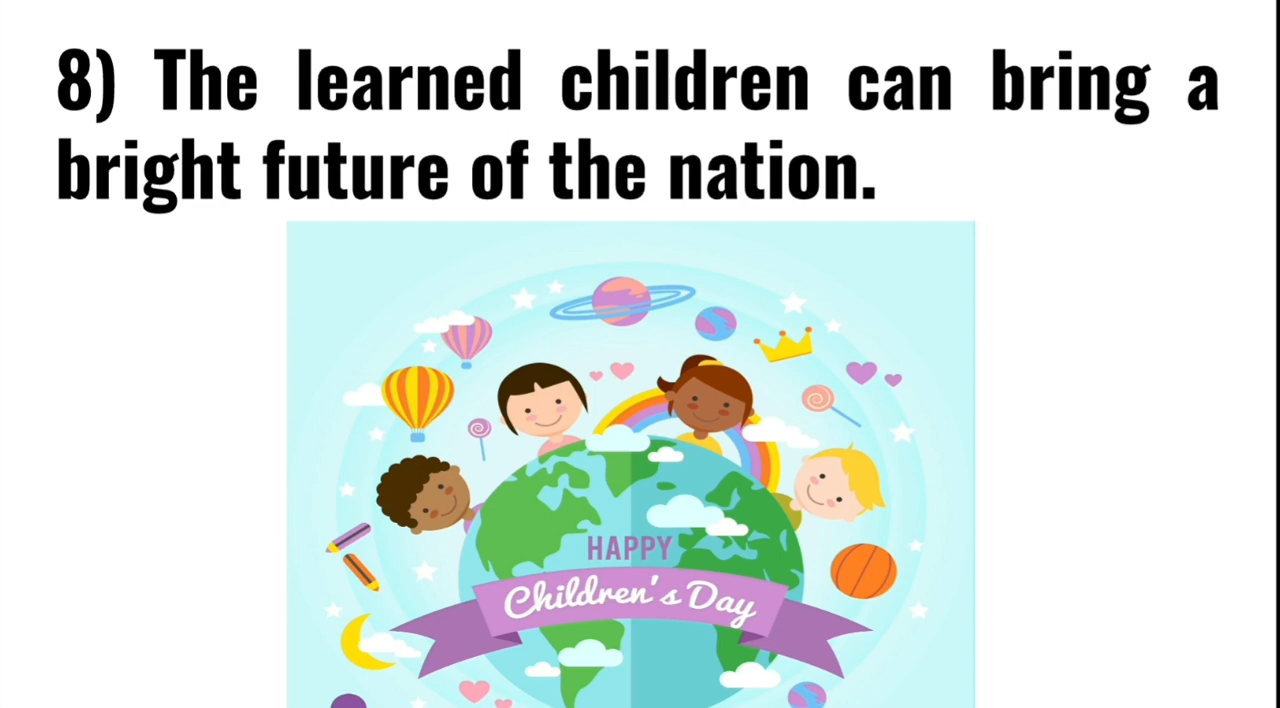 8) The learned children can bring a
bright future of the nation.
HAPPY
Children's Day